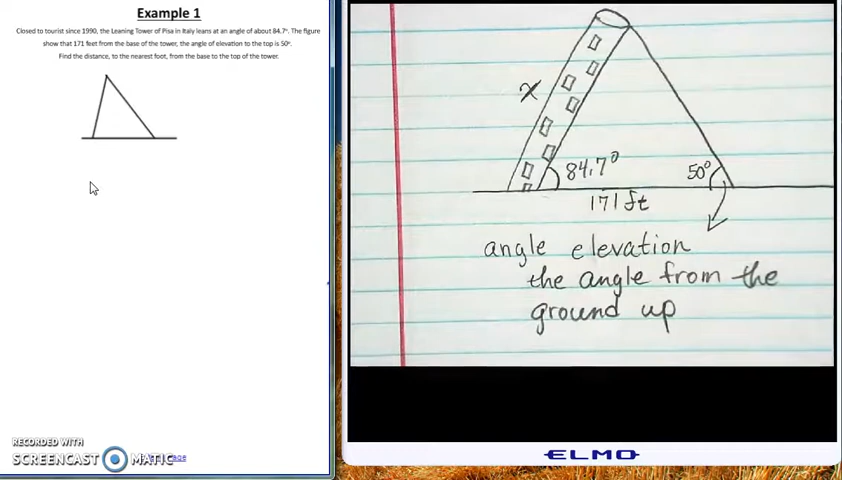 Example 1
Closed to tourist since 1990, the Leaning Tower of Pisa in Italy leans at an angle of about 84.7°. The figure
show that 171 feet from the base of the tower, the angle of elevation to the top is 50°.
Find the distance, to the nearest foot, from the base to the top of the tower.
x
84.7°
50°
171 ft
angle elevation
the angle from the
ground up
RECORDED WITH
SCREENCAST MATIC
ELMO